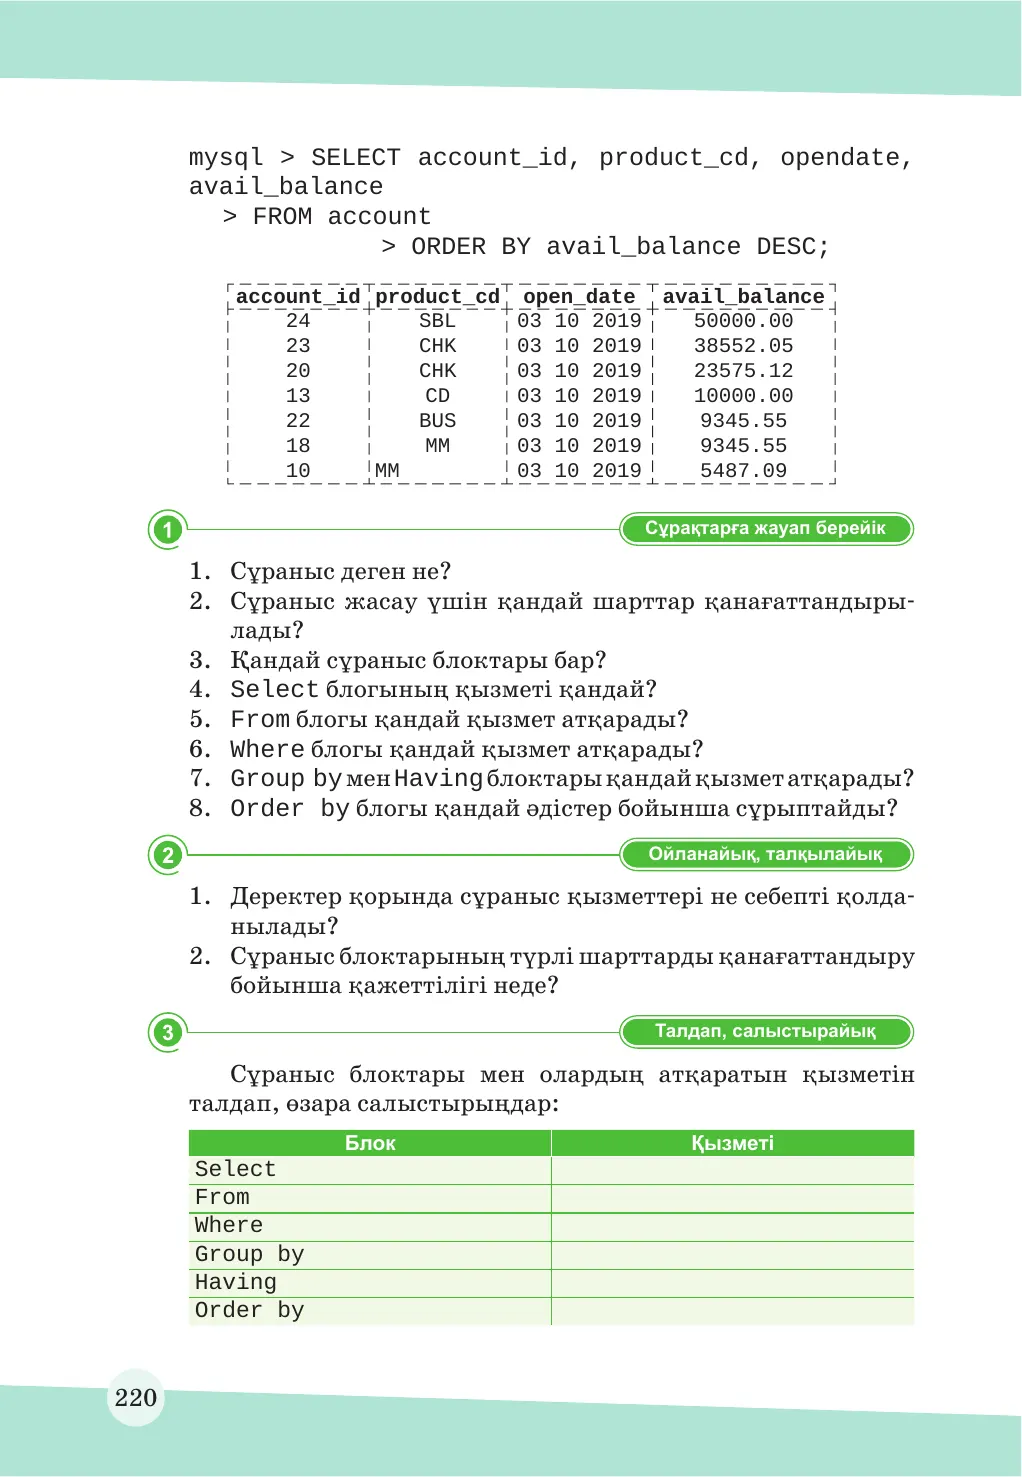 mysql > SELECT account_id, product_cd, opendate,
avail_balance
> FROM account
> ORDER BY avail_balance DESC;
account_id product_cd open_date avail_balance
24 SBL 03 10 2019 50000.00
23 CHK 03 10 2019 38552.05
20 CHK 03 10 2019 23575.12
13 CD 03 10 2019 10000.00
22 BUS 03 10 2019 9345.55
18 MM 03 10 2019 9345.55
10 MM 03 10 2019 5487.09
1 Сұрақтарға жауап берейік
1. Сұраныс деген не?
2. Сұраныс жасау үшін қандай шарттар қанағаттандыры-
лады?
3. Қандай сұраныс блоктары бар?
4. Select блогының қызметі қандай?
5. From блогы қандай қызмет атқарады?
6. Where блогы қандай қызмет атқарады?
7. Group by мен Having блоктары қандай қызмет атқарады?
8. Order by блогы қандай әдістер бойынша сұрыптайды?
2 Ойланайық, талқылайық
1. Деректер қорында сұраныс қызметтері не себепті қолда-
нылады?
2. Сұраныс блоктарының түрлі шарттарды қанағаттандыру
бойынша қажеттілігі неде?
3 Талдап, салыстырайық
Сұраныс блоктары мен олардың атқаратын қызметін
талдап, өзара салыстырыңдар:
Блок Қызметі
Select
From
Where
Group by
Having
Order by
220